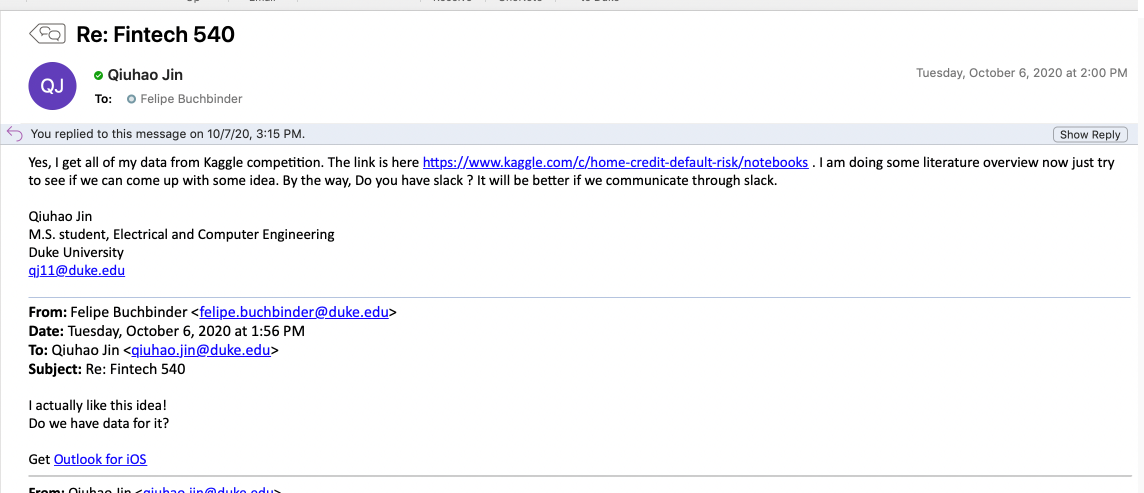 Re: Fintech 540
QJ
Qiuhao Jin
Tuesday, October 6, 2020 at 2:00 PM
To: Felipe Buchbinder
You replied to this message on 10/7/20, 3:15 PM.
Show Reply
Yes, I get all of my data from Kaggle competition. The link is here https://www.kaggle.com/c/home-credit-default-risk/notebooks . I am doing some literature overview now just try
to see if we can come up with some idea. By the way, Do you have slack ? It will be better if we communicate through slack.
Qiuhao Jin
M.S. student, Electrical and Computer Engineering
Duke University
qj11@duke.edu
From: Felipe Buchbinder <felipe.buchbinder@duke.edu>
Date: Tuesday, October 6, 2020 at 1:56 PM
To: Qiuhao Jin <qiuhao.jin@duke.edu>
Subject: Re: Fintech 540
I actually like this idea!
Do we have data for it?
Get Outlook for iOS
From: Qiuhao Jin <qiuhao.jin@duke.edu>